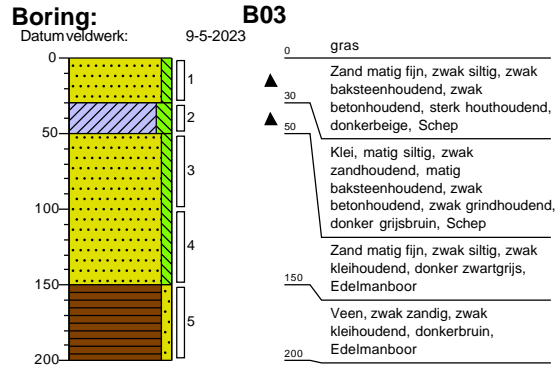 Boring: B03
Datum veldwerk: 9-5-2023
0
50
100
150
200
1
2
3
4
5
0
gras
Zand matig fijn, zwak siltig, zwak
baksteenhoudend, zwak
betonhoudend, sterk houthoudend,
donkerbeige, Schep
30
Klei, matig siltig, zwak
zandhoudend, matig
baksteenhoudend, zwak
betonhoudend, zwak grindhoudend,
donker grijsbruin, Schep
50
Zand matig fijn, zwak siltig, zwak
kleihoudend, donker zwartgrijs,
Edelmanboor
150
Veen, zwak zandig, zwak
kleihoudend, donkerbruin,
Edelmanboor
200